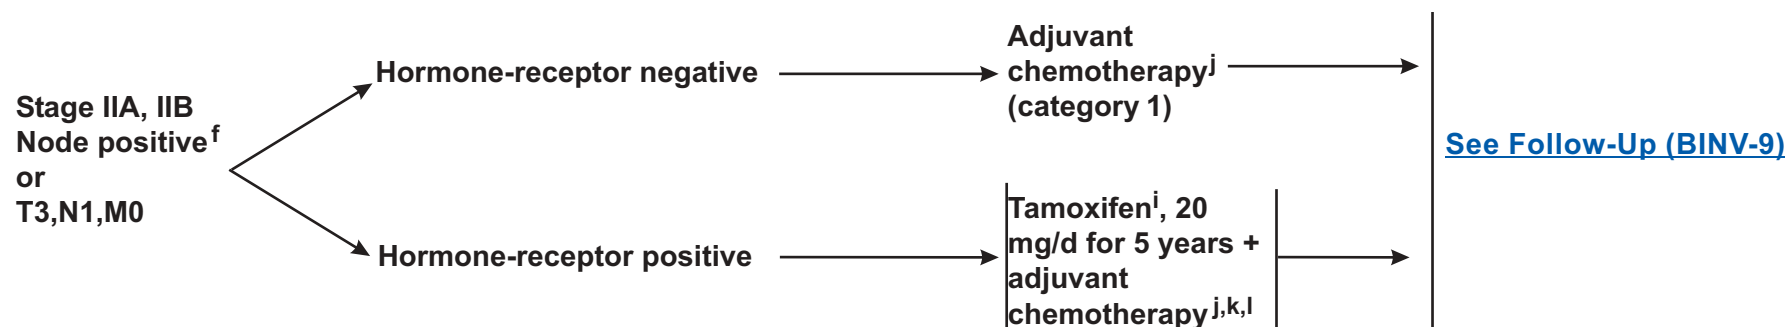 Stage IIA, IIB
Node positive f
or
T3,N1,M0
Hormone-receptor negative
Adjuvant
chemotherapy j
(category 1)
Hormone-receptor positive
Tamoxifen i, 20
mg/d for 5 years +
adjuvant
chemotherapy j,k,l
See Follow-Up (BINV-9)